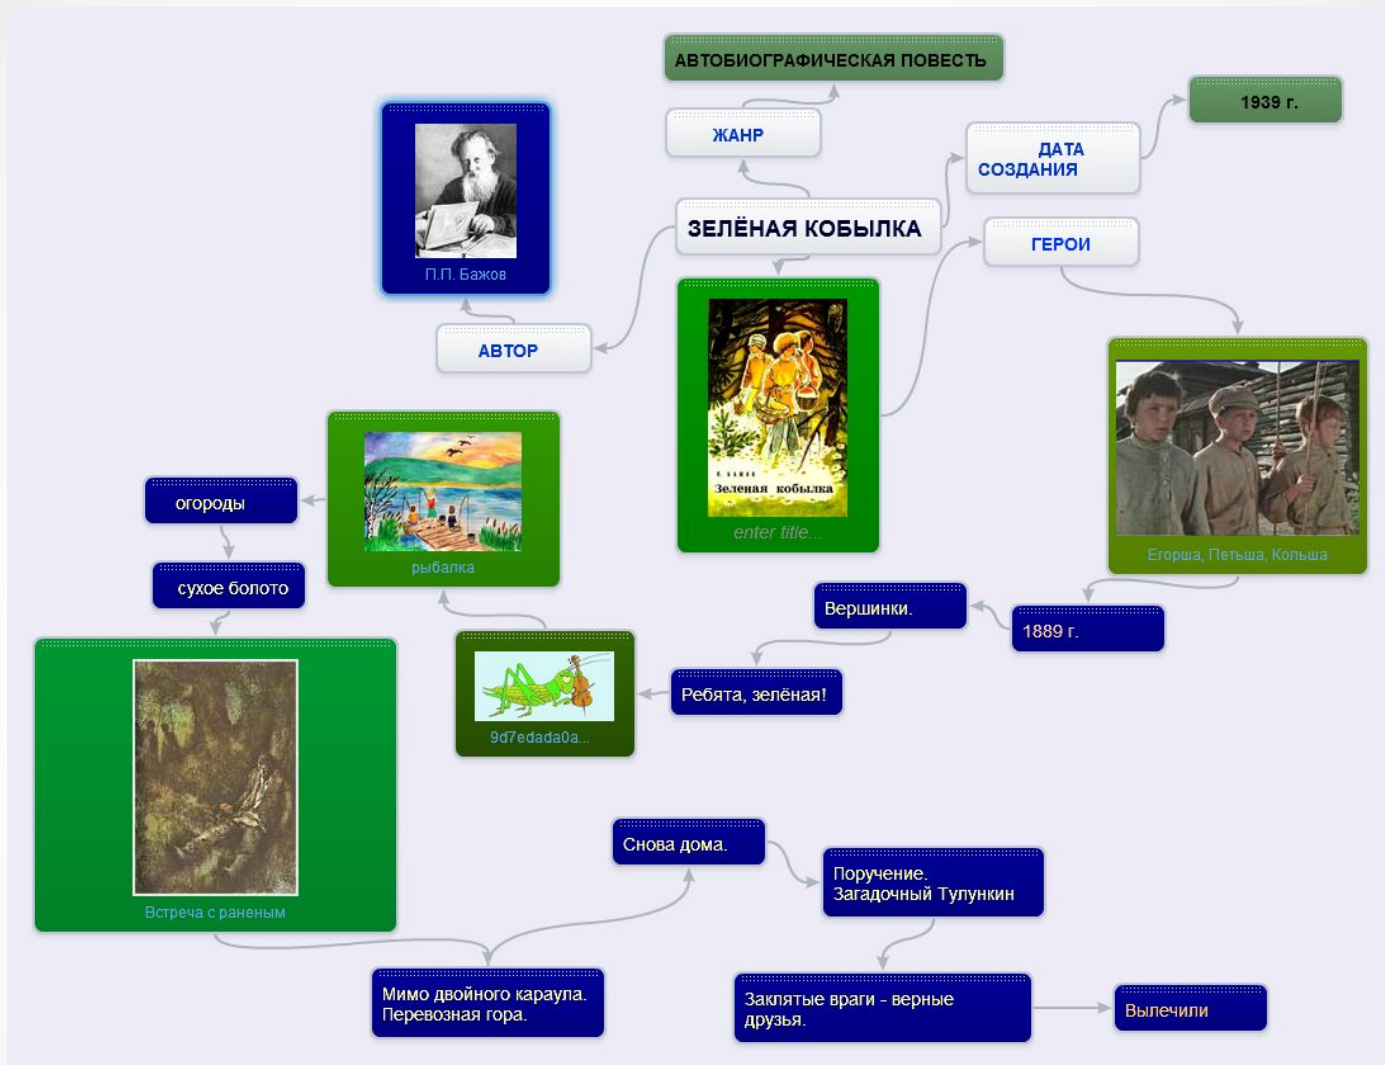 АВТОБИОГРАФИЧЕСКАЯ ПОВЕСТЬ
1939 г.
ЖАНР
ДАТА
СОЗДАНИЯ
ЗЕЛЁНАЯ КОБЫЛКА
ГЕРОИ
П.П. Бажов
АВТОР
П. БАЖОВ
Зеленая кобылка
enter title...
Егорша, Петьша, Кольша
рыбалка
огороды
сухое болото
Вершинки.
1889 г.
Ребята, зелёная!
9d7edada0a...
Встреча с раненым
Снова дома.
Поручение.
Загадочный Тулункин
Мимо двойного караула.
Перевозная гора.
Заклятые враги - верные
друзья.
Вылечили